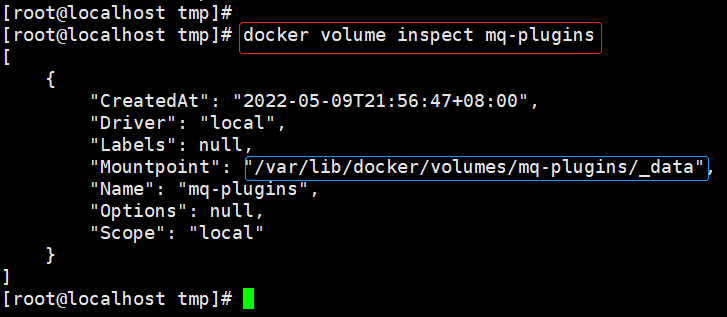 [root@localhost tmp]#
[root@localhost tmp]# docker volume inspect mq-plugins
[
    {
        "CreatedAt": "2022-05-09T21:56:47+08:00",
        "Driver": "local",
        "Labels": null,
        "Mountpoint": "/var/lib/docker/volumes/mq-plugins/_data",
        "Name": "mq-plugins",
        "Options": null,
        "Scope": "local"
    }
]
[root@localhost tmp]#